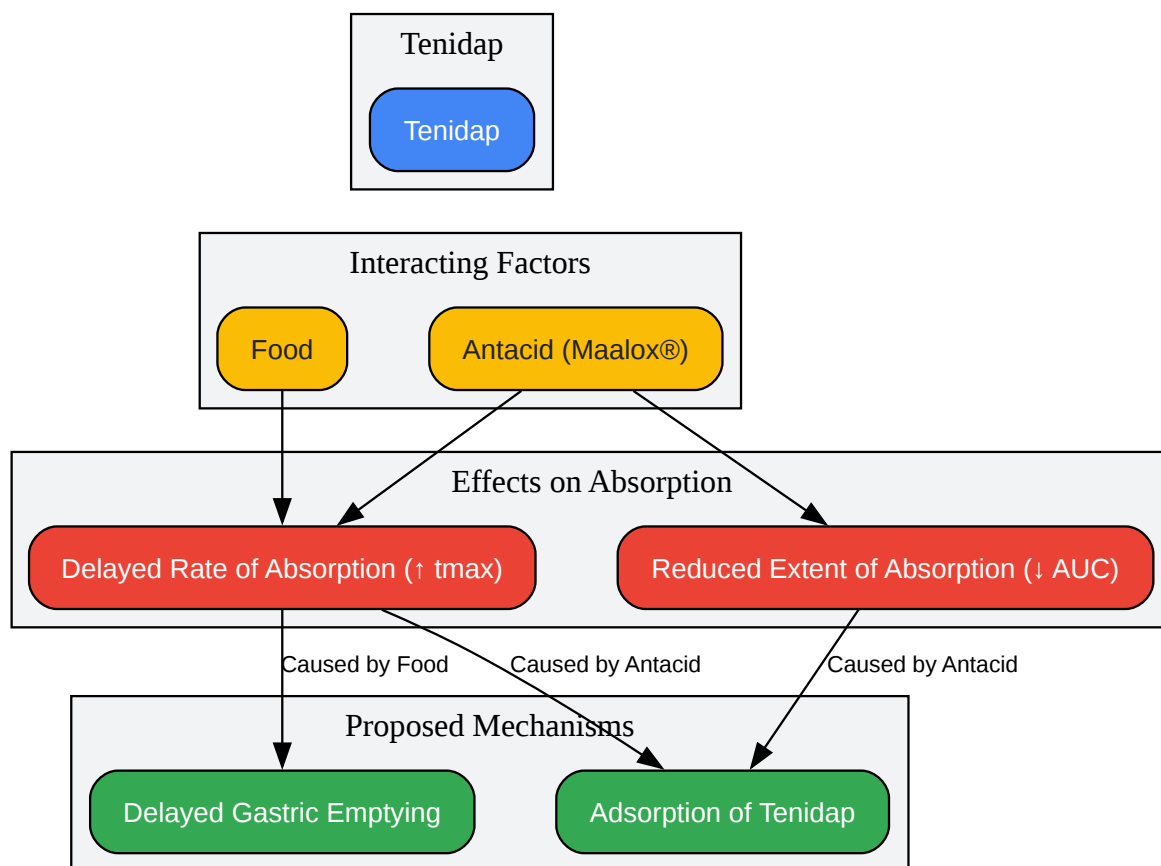 Tenidap
Tenidap
Interacting Factors
Food
Antacid (Maalox®)
Effects on Absorption
Delayed Rate of Absorption (↑ tmax)
Reduced Extent of Absorption (↓ AUC)
Caused by Food
Caused by Antacid
Caused by Antacid
Proposed Mechanisms
Delayed Gastric Emptying
Adsorption of Tenidap